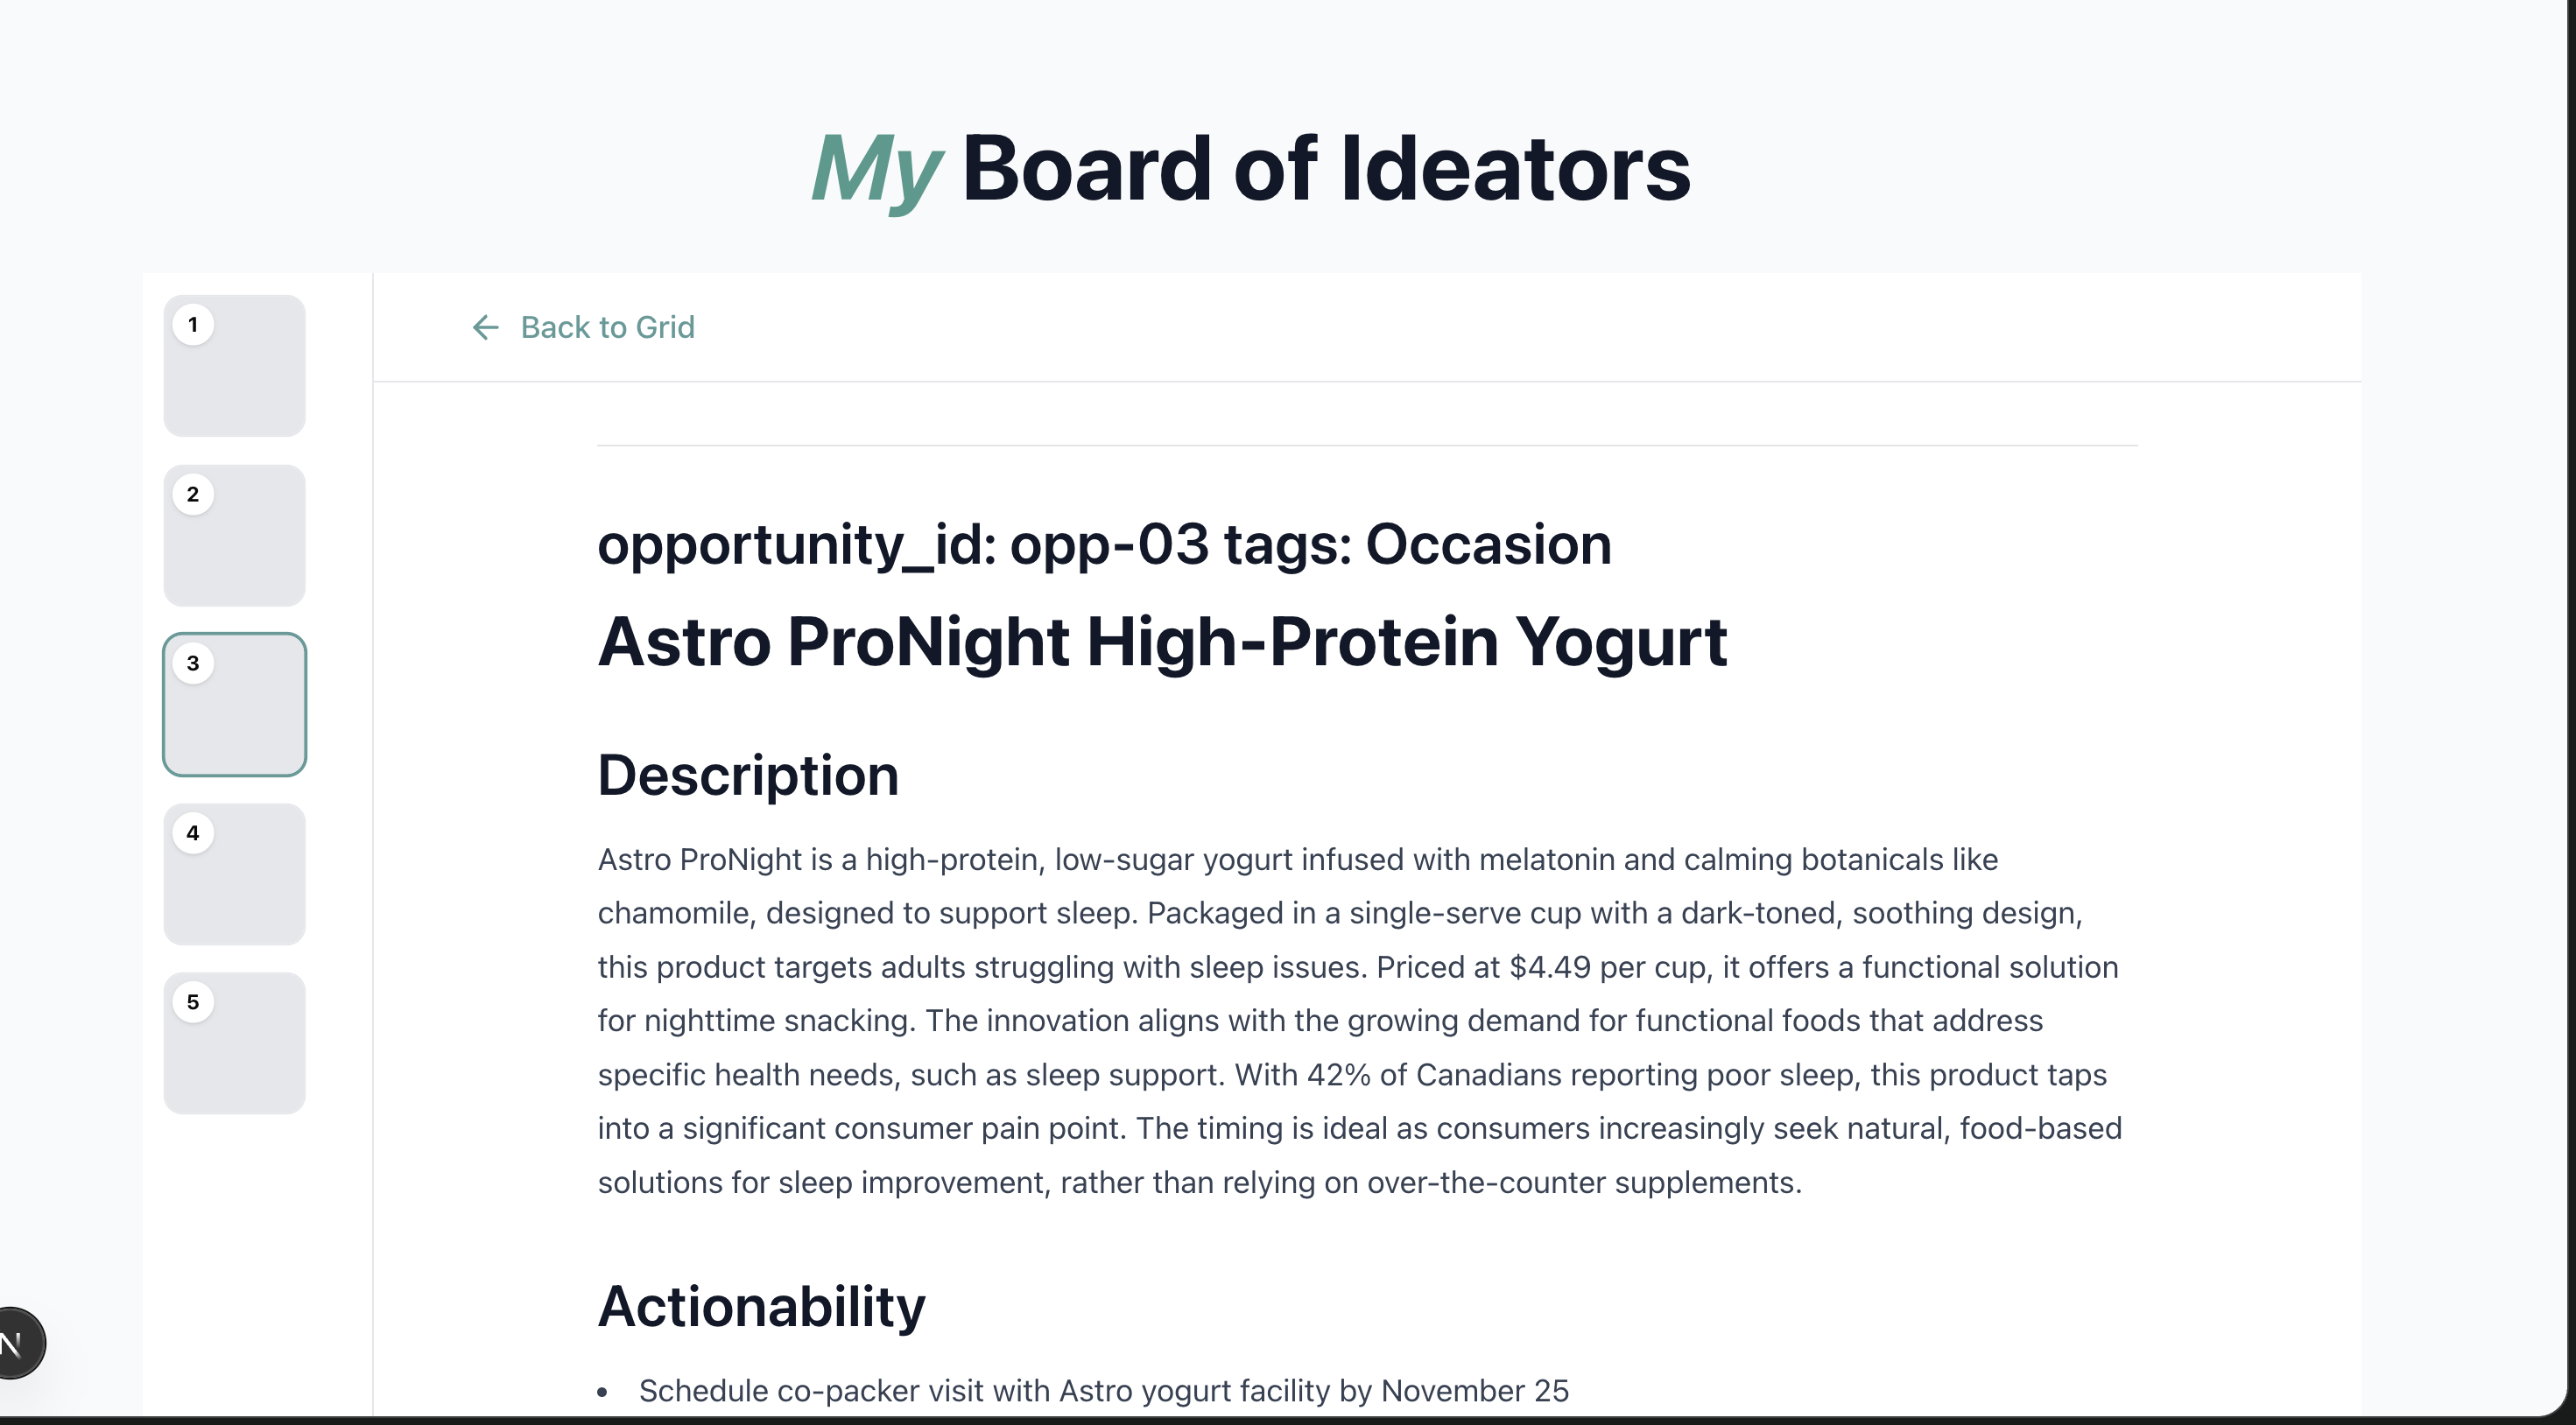 My Board of Ideators
1
2
3
4
5
Back to Grid
opportunity_id: opp-03 tags: Occasion
Astro ProNight High-Protein Yogurt
Description
Astro ProNight is a high-protein, low-sugar yogurt infused with melatonin and calming botanicals like
chamomile, designed to support sleep. Packaged in a single-serve cup with a dark-toned, soothing design,
this product targets adults struggling with sleep issues. Priced at $4.49 per cup, it offers a functional solution
for nighttime snacking. The innovation aligns with the growing demand for functional foods that address
specific health needs, such as sleep support. With 42% of Canadians reporting poor sleep, this product taps
into a significant consumer pain point. The timing is ideal as consumers increasingly seek natural, food-based
solutions for sleep improvement, rather than relying on over-the-counter supplements.
Actionability
• Schedule co-packer visit with Astro yogurt facility by November 25
N